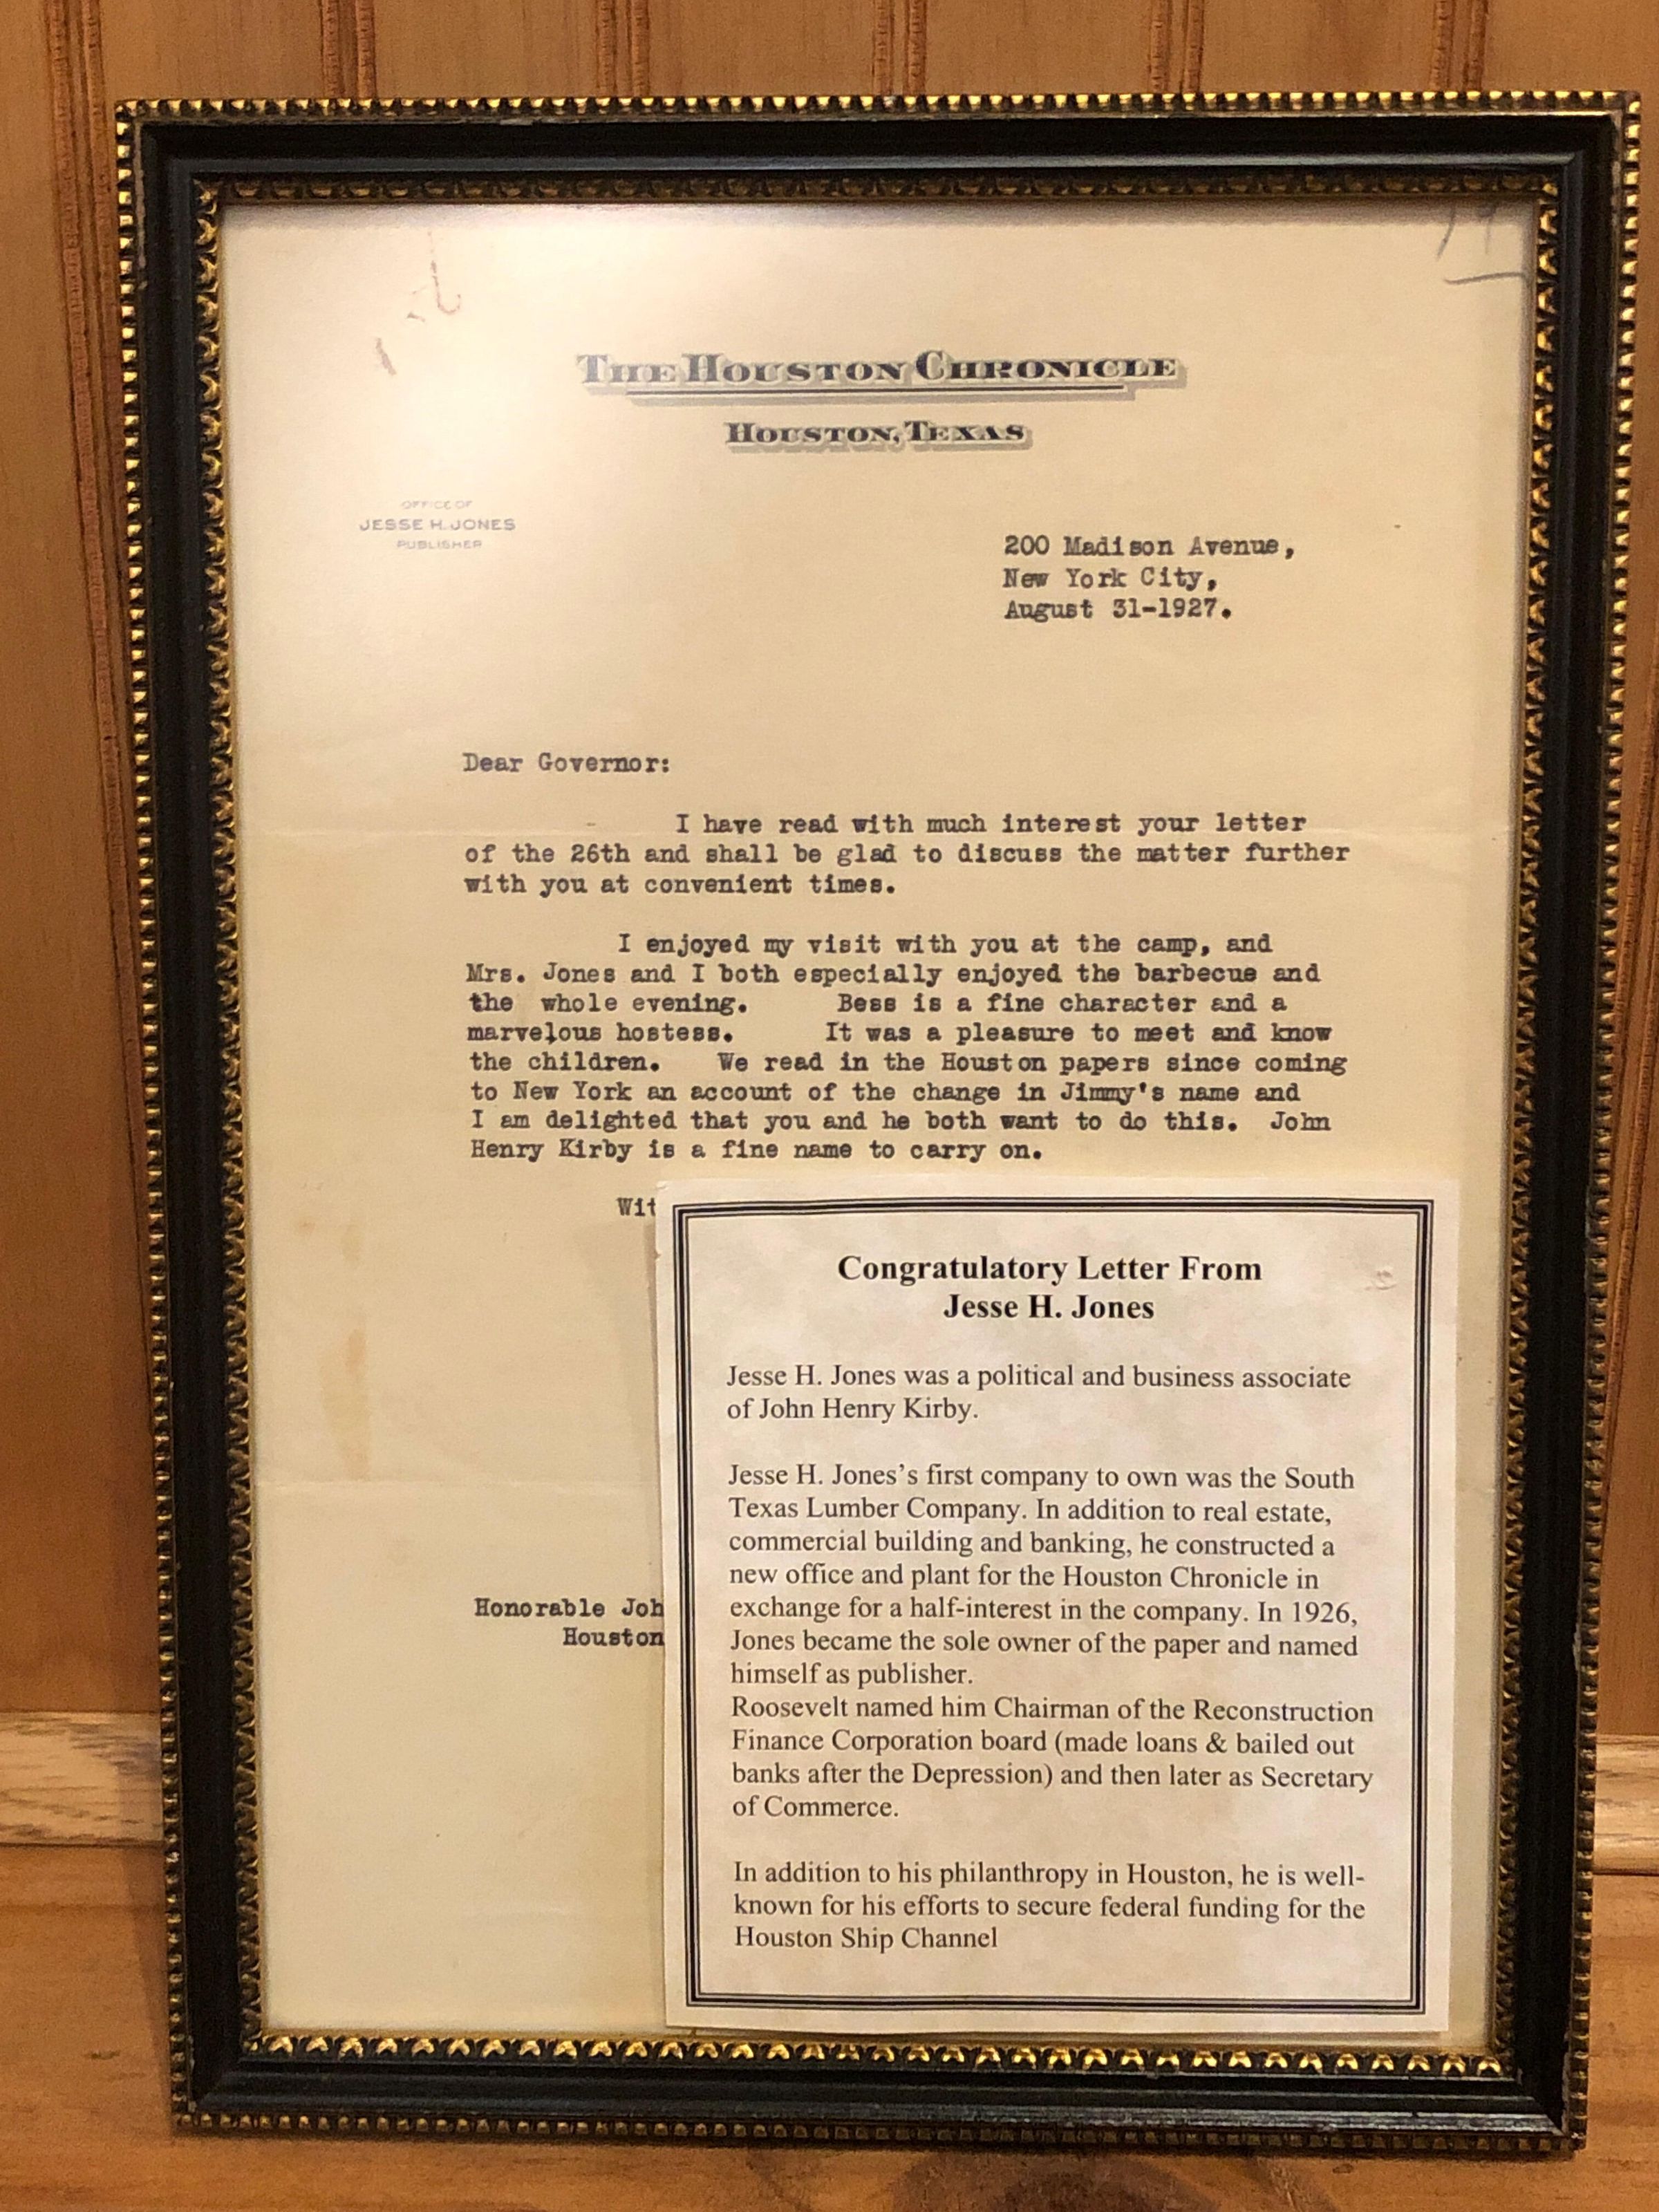 THE HOUSTON CHRONICLE
HOUSTON, TEXAS
OFFICE OF
JESSE H. JONES
PUBLISHER
200 Madison Avenue,
New York City,
August 31-1927.
Dear Governor:
I have read with much interest your letter
of the 26th and shall be glad to discuss the matter further
with you at convenient times.
I enjoyed my visit with you at the camp, and
Mrs. Jones and I both especially enjoyed the barbecue and
the whole evening. Bess is a fine character and a
marvelous hostess. It was a pleasure to meet and know
the children. We read in the Houston papers since coming
to New York an account of the change in Jimmy's name and
I am delighted that you and he both want to do this. John
Henry Kirby is a fine name to carry on.
Wit
Honorable Joh
Houston
Congratulatory Letter From
Jesse H. Jones
Jesse H. Jones was a political and business associate
of John Henry Kirby.
Jesse H. Jones's first company to own was the South
Texas Lumber Company. In addition to real estate,
commercial building and banking, he constructed a
new office and plant for the Houston Chronicle in
exchange for a half-interest in the company. In 1926,
Jones became the sole owner of the paper and named
himself as publisher.
Roosevelt named him Chairman of the Reconstruction
Finance Corporation board (made loans & bailed out
banks after the Depression) and then later as Secretary
of Commerce.
In addition to his philanthropy in Houston, he is well-
known for his efforts to secure federal funding for the
Houston Ship Channel